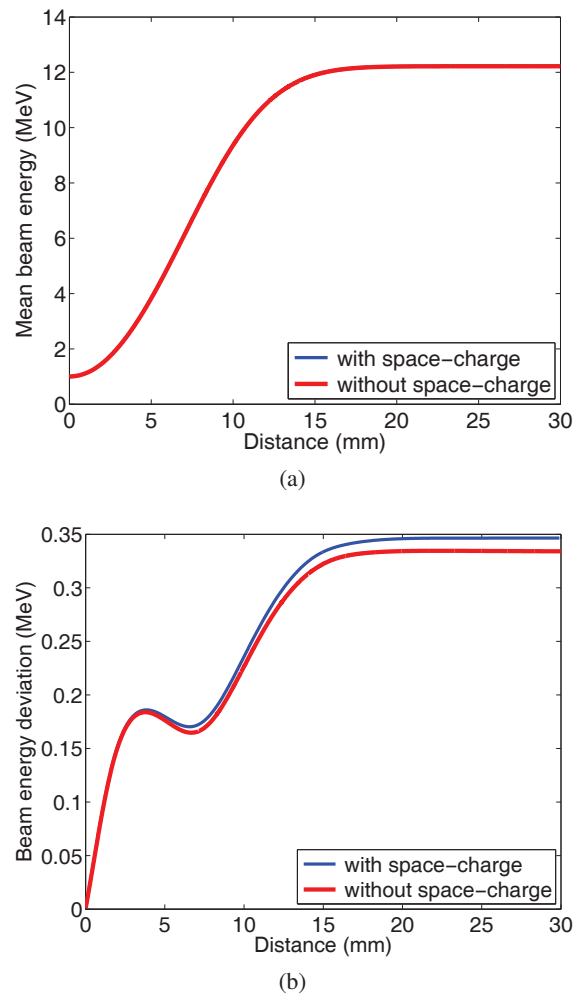 14
12
10
8
6
4
2
0
Mean beam energy (MeV)
with space-charge
without space-charge
0 5 10 15 20 25 30
Distance (mm)
(a)
0.35
0.3
0.25
0.2
0.15
0.1
0.05
0
Beam energy deviation (MeV)
with space-charge
without space-charge
0 5 10 15 20 25 30
Distance (mm)
(b)